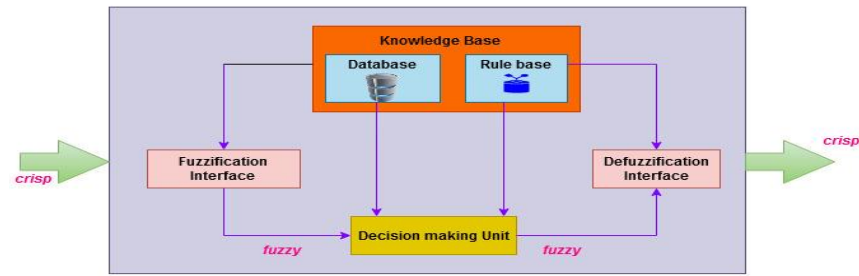 Knowledge Base
Database
Rule base
crisp
Fuzzification
Interface
Defuzzification
Interface
crisp
Decision making Unit
fuzzy
fuzzy